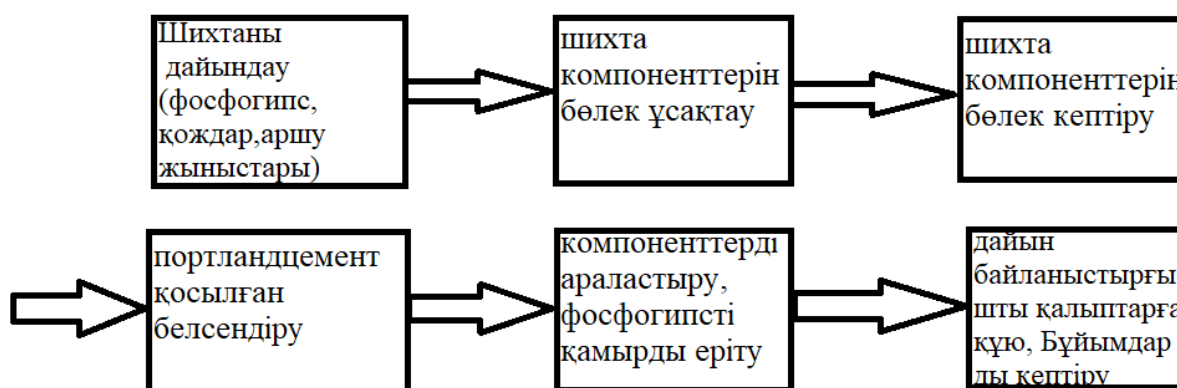 Шихтаны
дайындау
(фосфогипс,
қождар,аршу
жыныстары)
шихта
компоненттерін
бөлек ұсақтау
шихта
компоненттерін
бөлек кептіру
портландцемент
қосылған
белсендіру
компоненттерді
араластыру,
фосфогипсті
қамырды еріту
дайын
байланыстырғы
шты қалыптарға
құю, Бұйымдар
ды кептіру